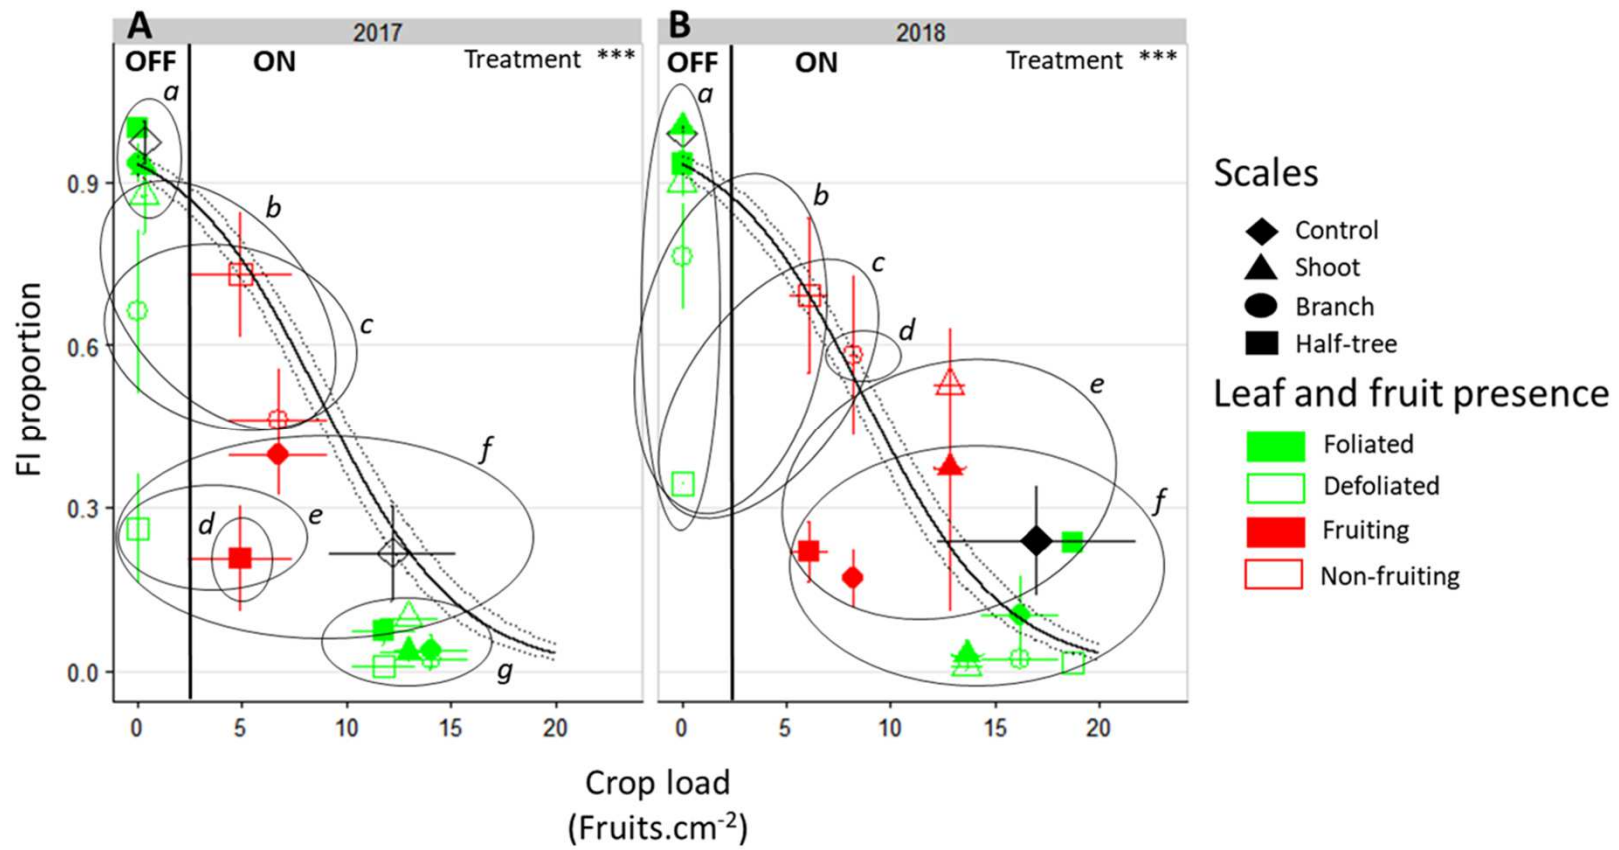 A
2017
OFF ON Treatment ***
a
b
c
f
d e
g
B
2018
OFF ON Treatment ***
a
b
c
d
e
f
FI proportion
0.9
0.6
0.3
0.0
0 5 10 15 20
0 5 10 15 20
Crop load
(Fruits.cm-2)
Scales
Control
Shoot
Branch
Half-tree
Leaf and fruit presence
Foliated
Defoliated
Fruiting
Non-fruiting